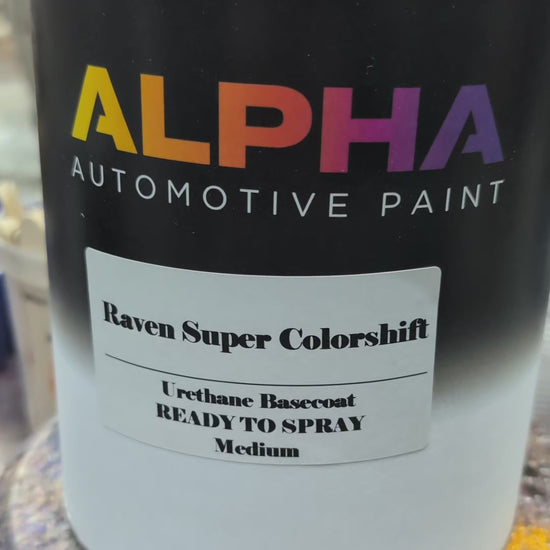 ALPHA
AUTOMOTIVE PAINT
Raven Super Colorshift
Urethane Basecoat
READY TO SPRAY
Medium